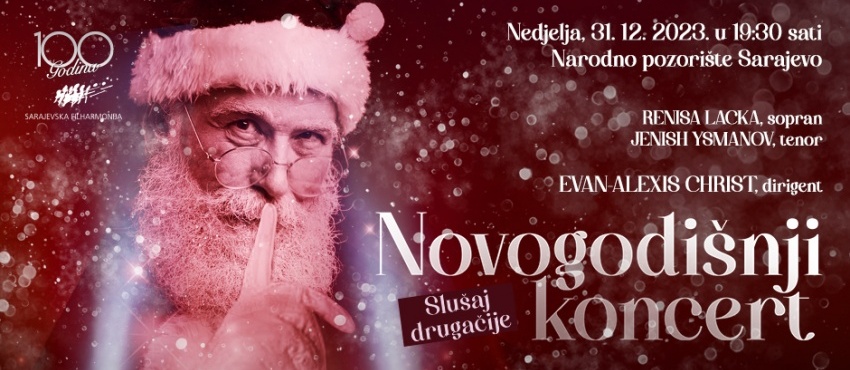 100
Godina
SARAJEVSKA FILHARMONIJA
Nedjelja, 31. 12. 2023. u 19:30 sati
Narodno pozorište Sarajevo
RENISA LACKA, sopran
JENISH YSMANOV, tenor
EVAN-ALEXIS CHRIST, dirigent
Novogodišnji
koncert
Slušaj
drugačije